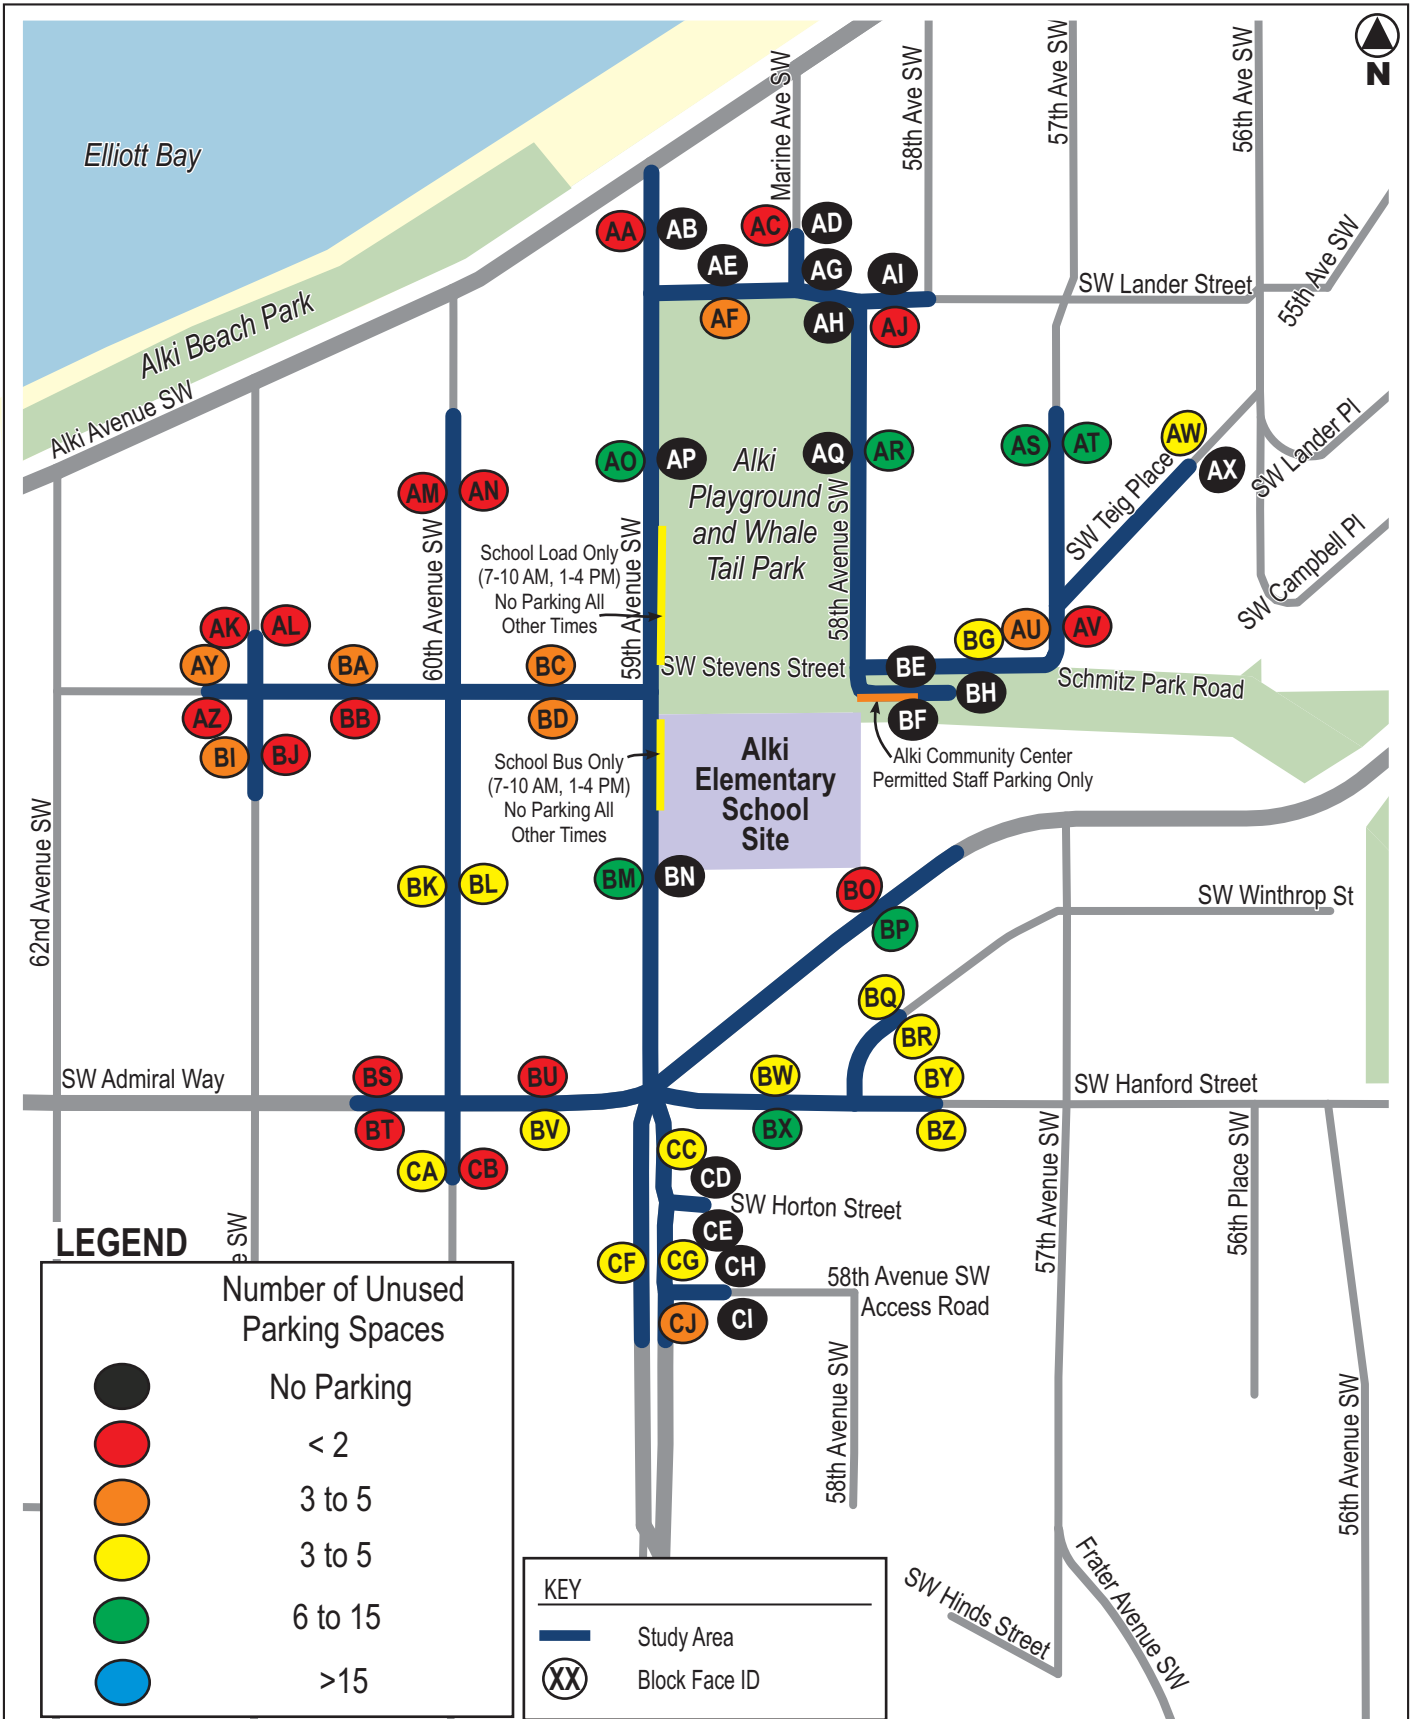 N
Elliott Bay
Alki Beach Park
Alki Avenue SW
Marine Ave SW
58th Ave SW
57th Ave SW
56th Ave SW
55th Ave SW
AA
AB
AC
AD
AE
AG
AI
AF
AH
AJ
SW Lander Street
SW Lander Pl
SW Campbell Pl
AM
AN
AO
AP
AQ
AR
AS
AT
AW
AX
SW Teig Place
Alki
Playground
and Whale
Tail Park
60th Avenue SW
59th Avenue SW
58th Avenue SW
School Load Only
(7-10 AM, 1-4 PM)
No Parking All
Other Times
AK
AL
AY
BA
BC
AZ
BB
BD
BI
BJ
SW Stevens Street
BG
AU
AV
BE
BH
BF
Schmitz Park Road
Alki Community Center
Permitted Staff Parking Only
School Bus Only
(7-10 AM, 1-4 PM)
No Parking All
Other Times
Alki
Elementary
School
Site
62nd Avenue SW
BK
BL
BM
BN
BO
BP
SW Winthrop St
BQ
BR
SW Admiral Way
BS
BU
BW
BY
SW Hanford Street
BT
BV
BX
BZ
CA
CB
CC
CD
SW Horton Street
CE
CF
CG
CH
CI
CJ
58th Avenue SW
Access Road
58th Avenue SW
57th Avenue SW
56th Place SW
56th Avenue SW
Frater Avenue SW
SW Hinds Street
e SW
LEGEND
Number of Unused
Parking Spaces
No Parking
< 2
3 to 5
3 to 5
6 to 15
>15
KEY
Study Area
XX
Block Face ID